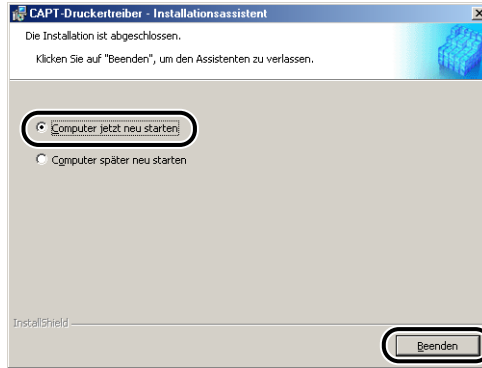 CAPT-Druckertreiber - Installationsassistent
Die Installation ist abgeschlossen.
Klicken Sie auf "Beenden", um den Assistenten zu verlassen.
Computer jetzt neu starten
Computer später neu starten
InstallShield
Beenden